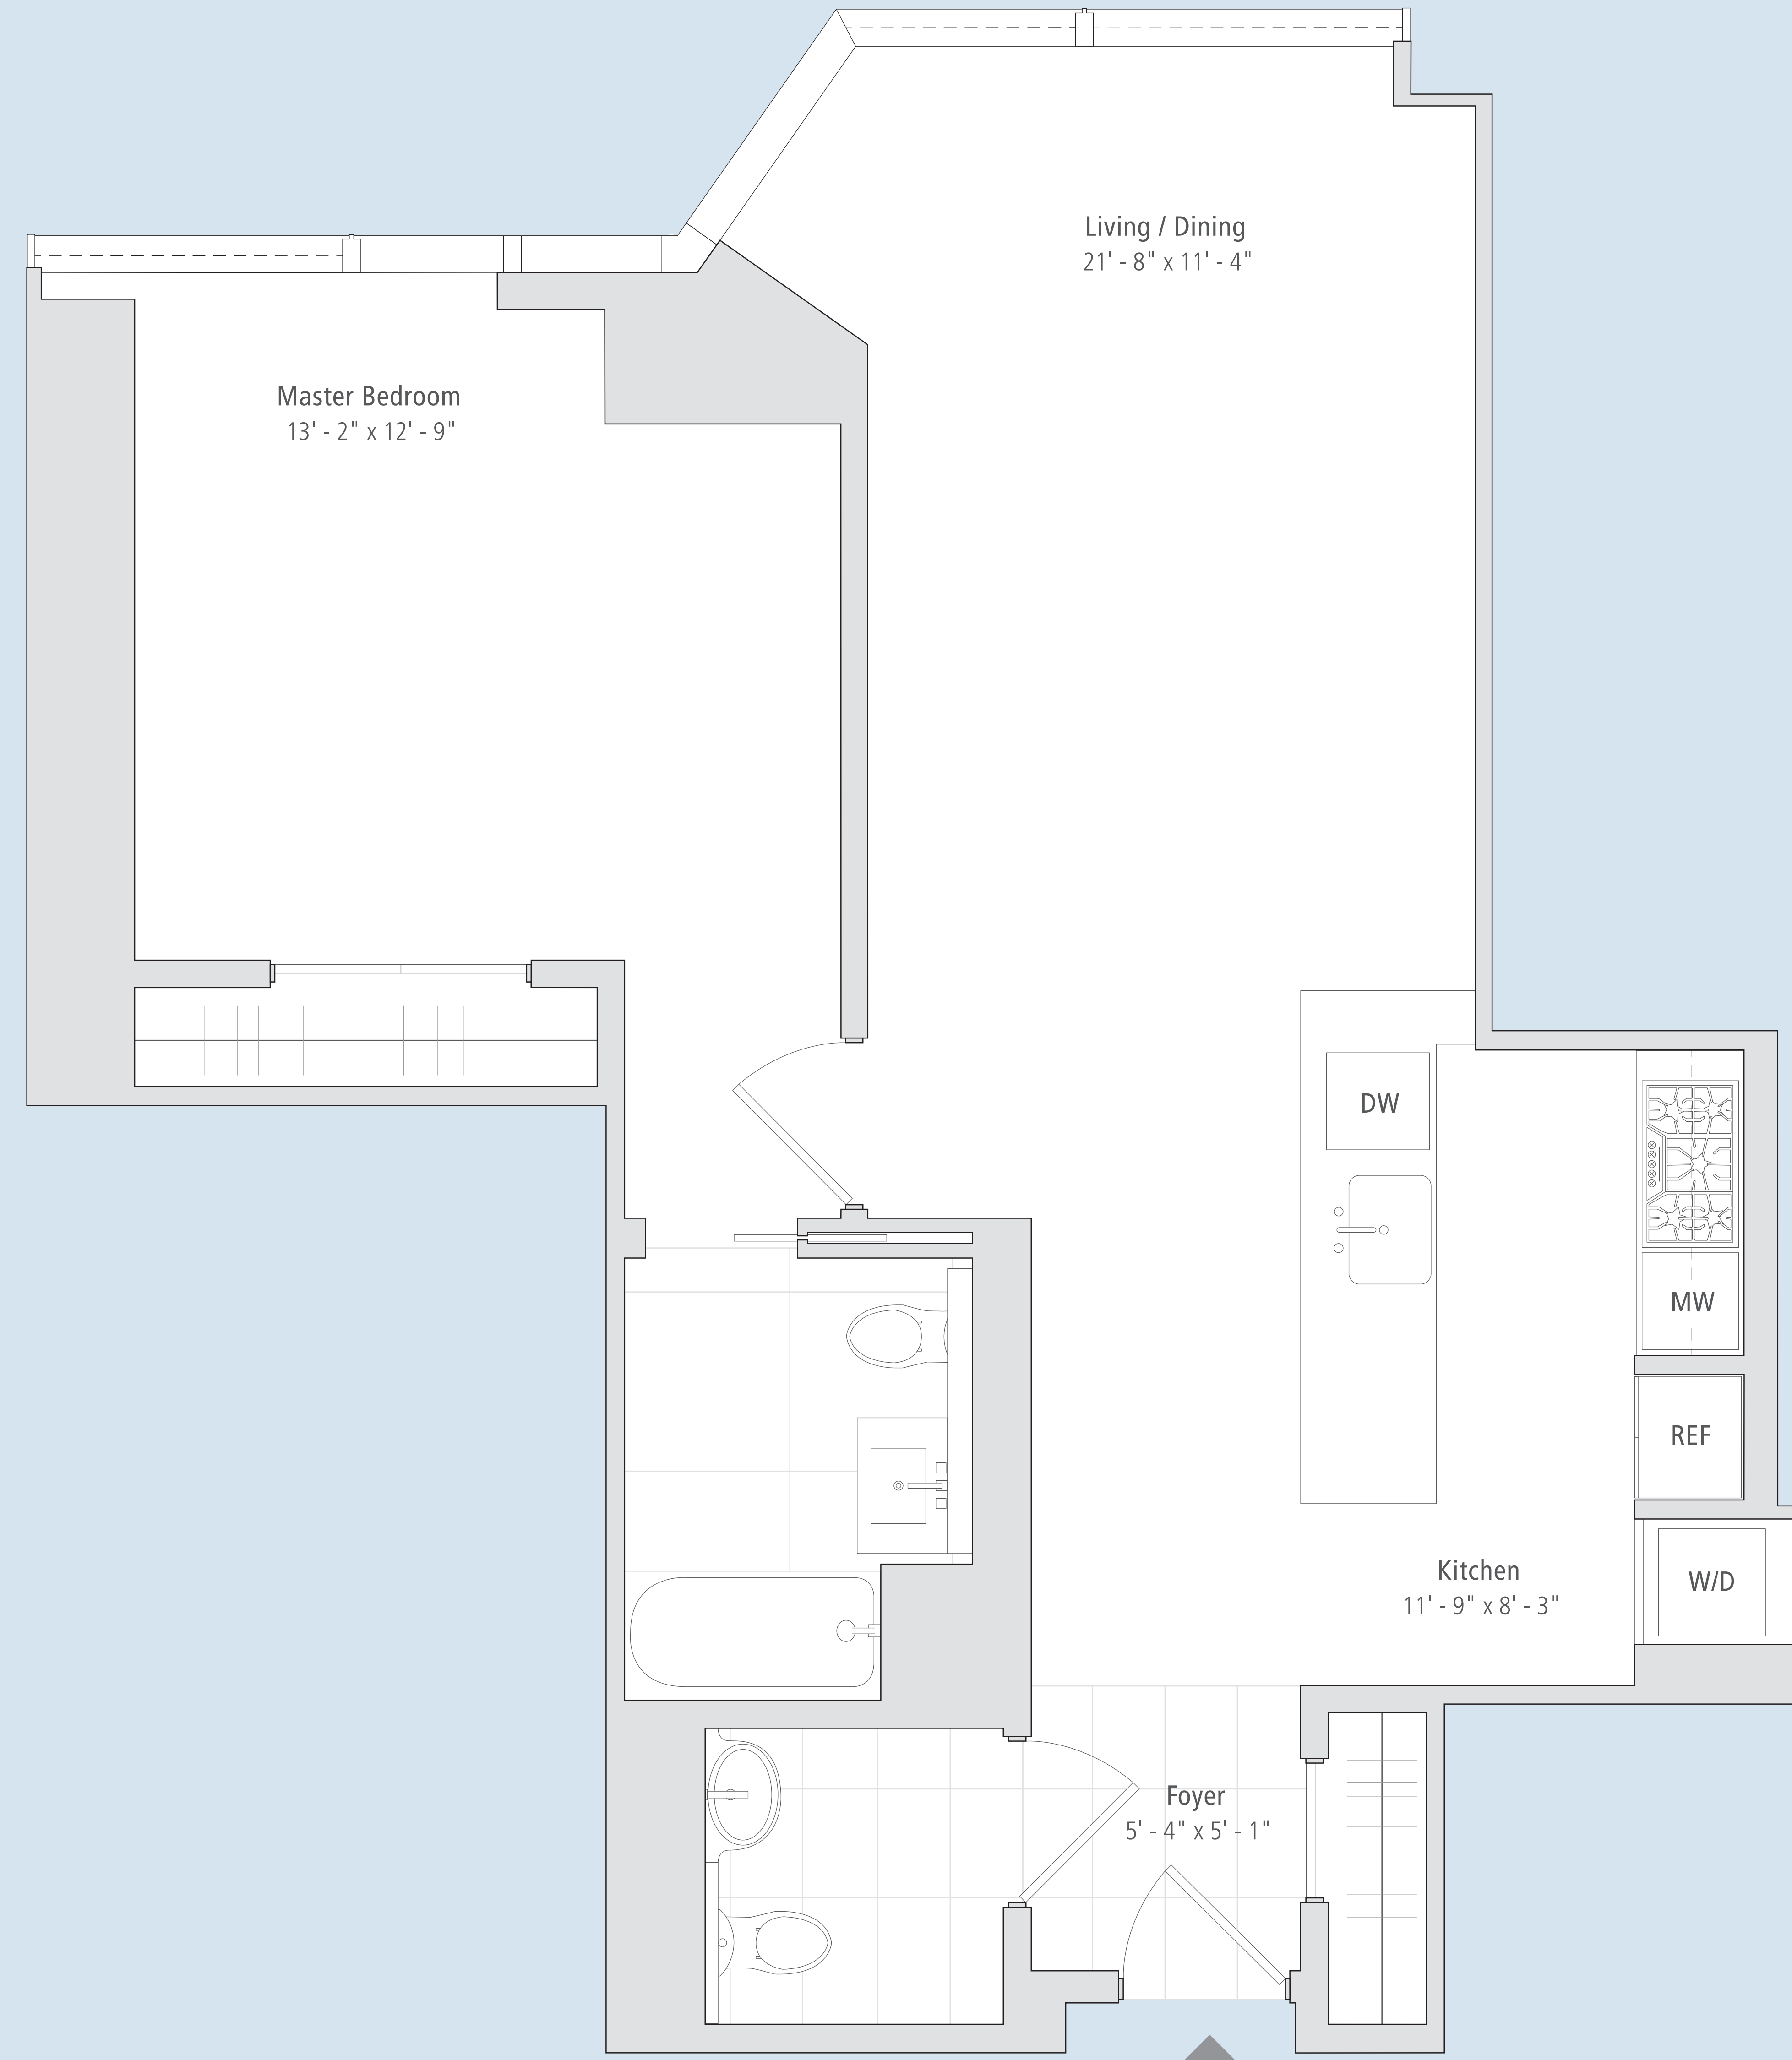 Living / Dining
21' - 8" x 11' - 4"
Master Bedroom
13' - 2" x 12' - 9"
DW
MW
REF
W/D
Kitchen
11' - 9" x 8' - 3"
Foyer
5' - 4" x 5' - 1"